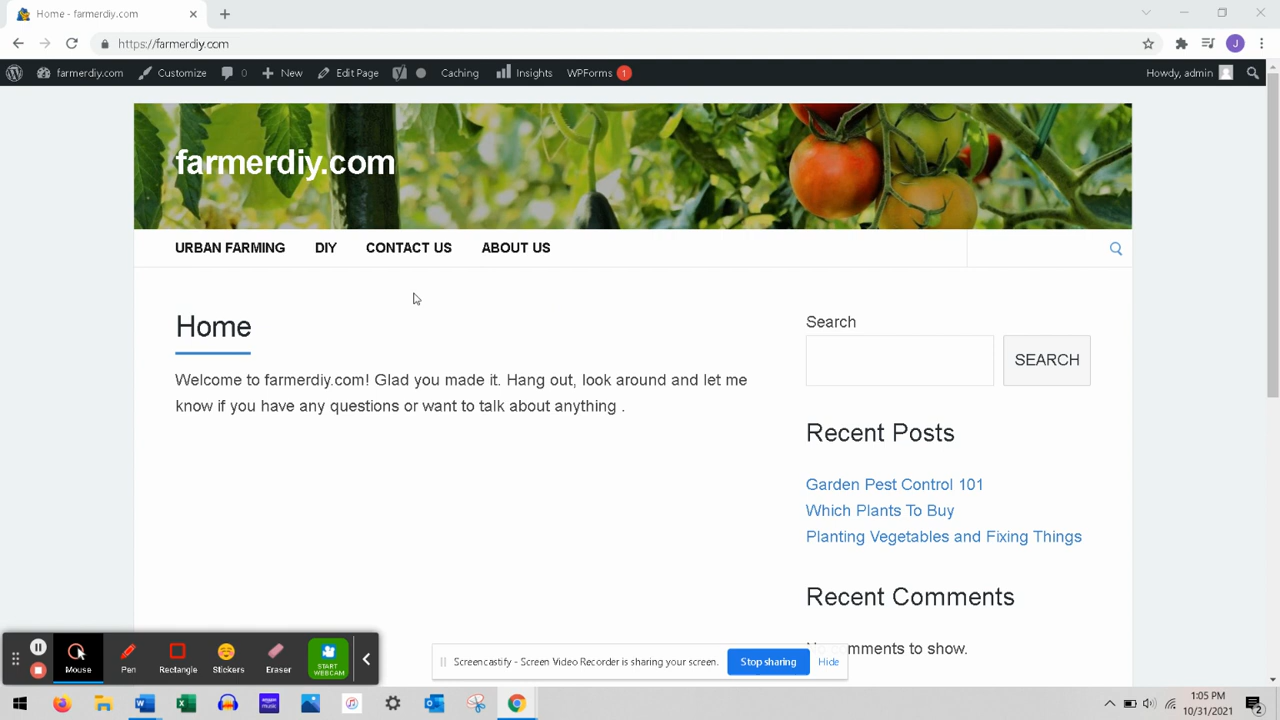 Home - farmerdiy.com
https://farmerdiy.com
J
farmerdiy.com Customize 0 New Edit Page Caching Insights WPForms 1 Howdy, admin
farmerdiy.com
URBAN FARMING DIY CONTACT US ABOUT US
Home
Welcome to farmerdiy.com! Glad you made it. Hang out, look around and let me
know if you have any questions or want to talk about anything .
Search
SEARCH
Recent Posts
Garden Pest Control 101
Which Plants To Buy
Planting Vegetables and Fixing Things
Recent Comments
comments to show.
Mouse Pen Rectangle Stickers Eraser START
WEBCAM
Screencastify - Screen Video Recorder is sharing your screen. Stop sharing Hide
1:05 PM
10/31/2021
2